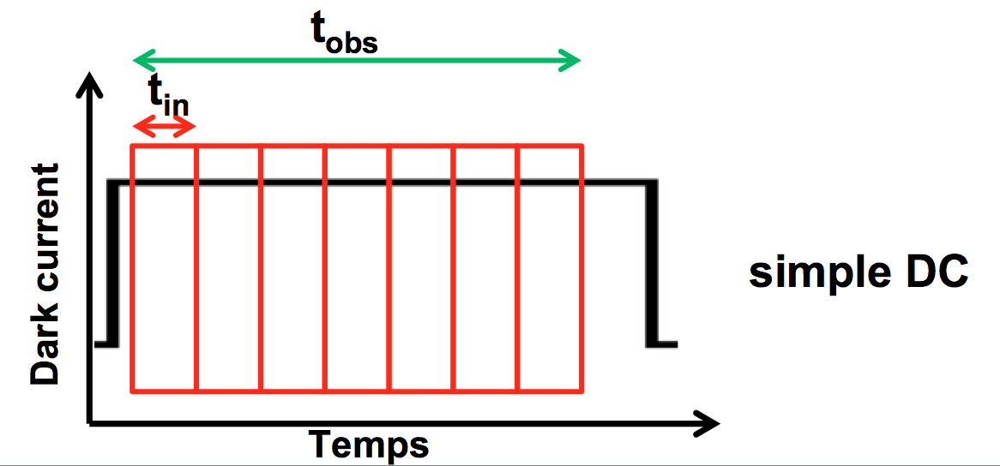 tobs
tin
Dark current
simple DC
Temps